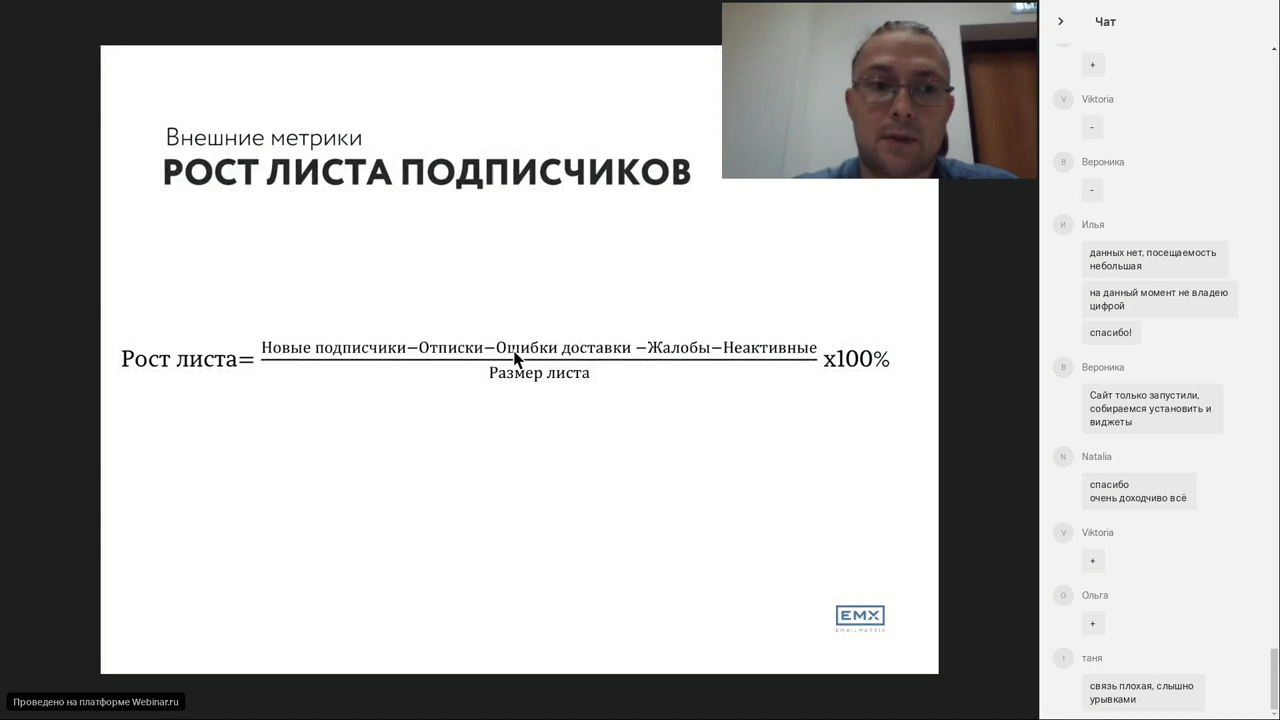 Внешние метрики
РОСТ ЛИСТА ПОДПИСЧИКОВ
Рост листа= Новые подписчики−Отписки−Ошибки доставки −Жалобы−Неактивные x100%
Размер листа
EMX
EMAILMATRIX
Проведено на платформе Webinar.ru
Чат
+
V Viktoria
-
В Вероника
-
И Илья
данных нет, посещаемость
небольшая
на данный момент не владею
цифрой
спасибо!
В Вероника
Сайт только запустили,
собираемся установить и
виджеты
N Natalia
спасибо
очень доходчиво всё
V Viktoria
+
О Ольга
+
т таня
связь плохая, слышно
урывками